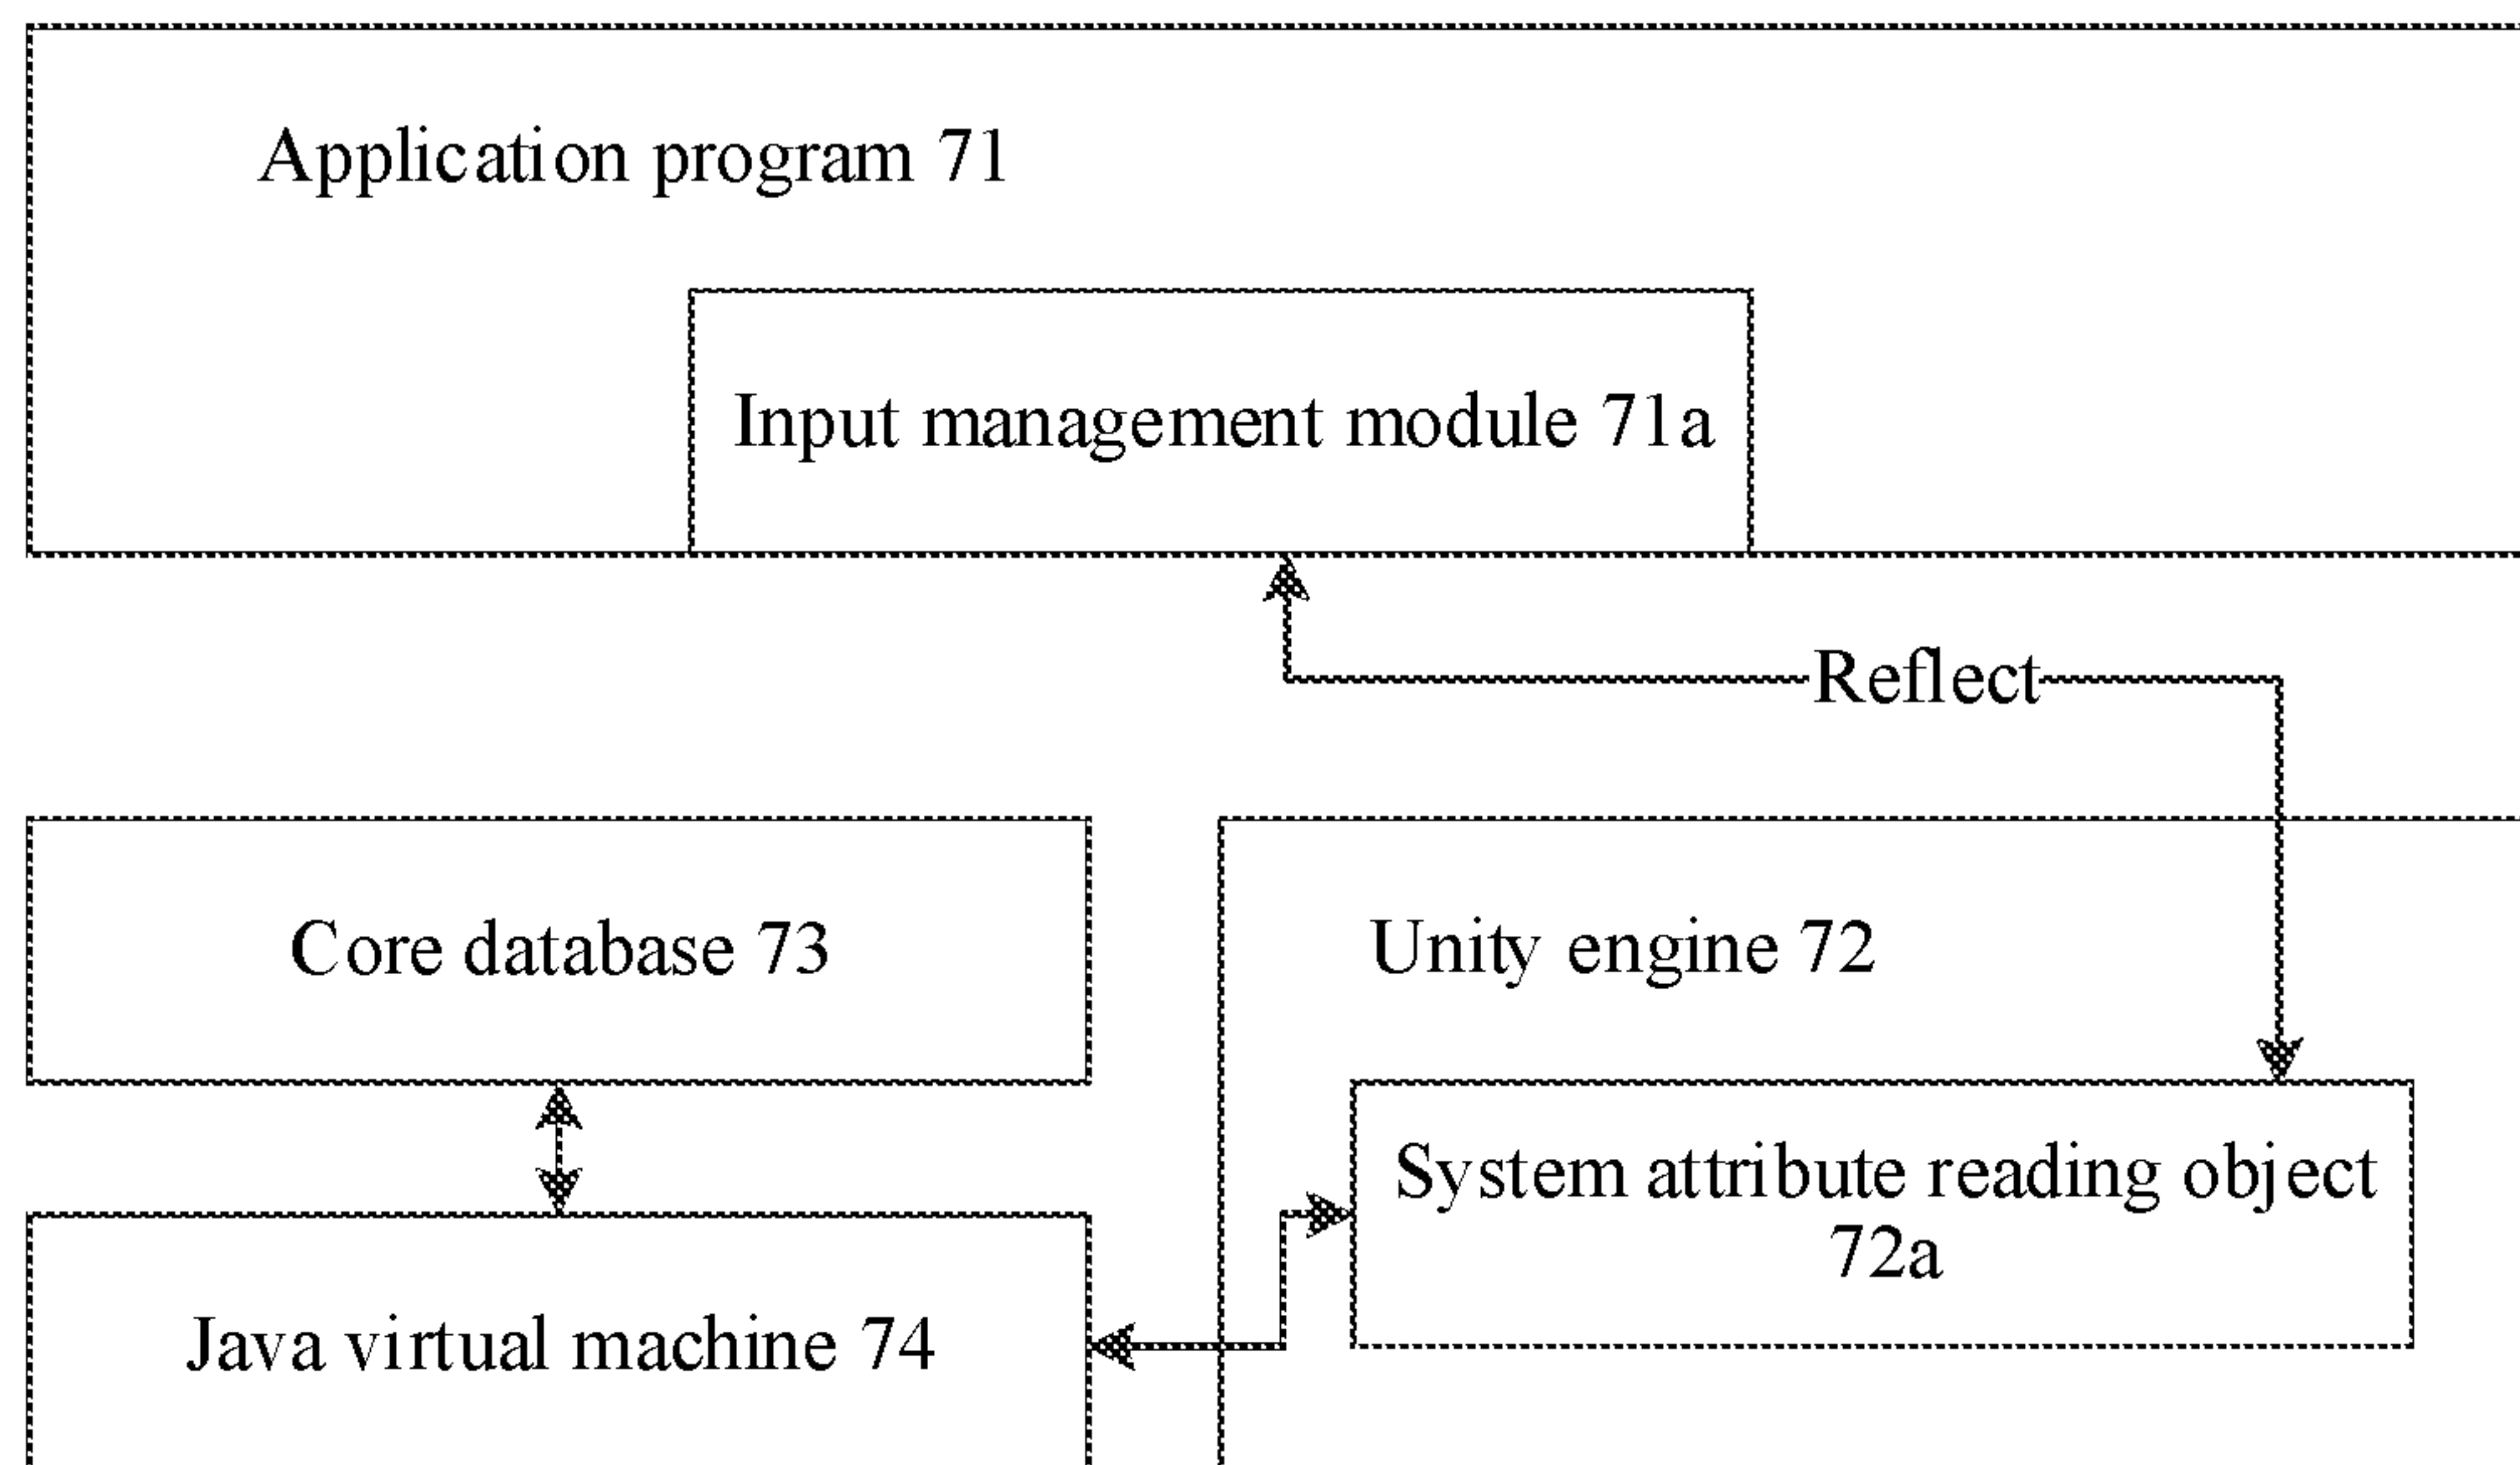 Application program 71
Input management module 71a
Reflect
Core database 73
Unity engine 72
System attribute reading object
72a
Java virtual machine 74